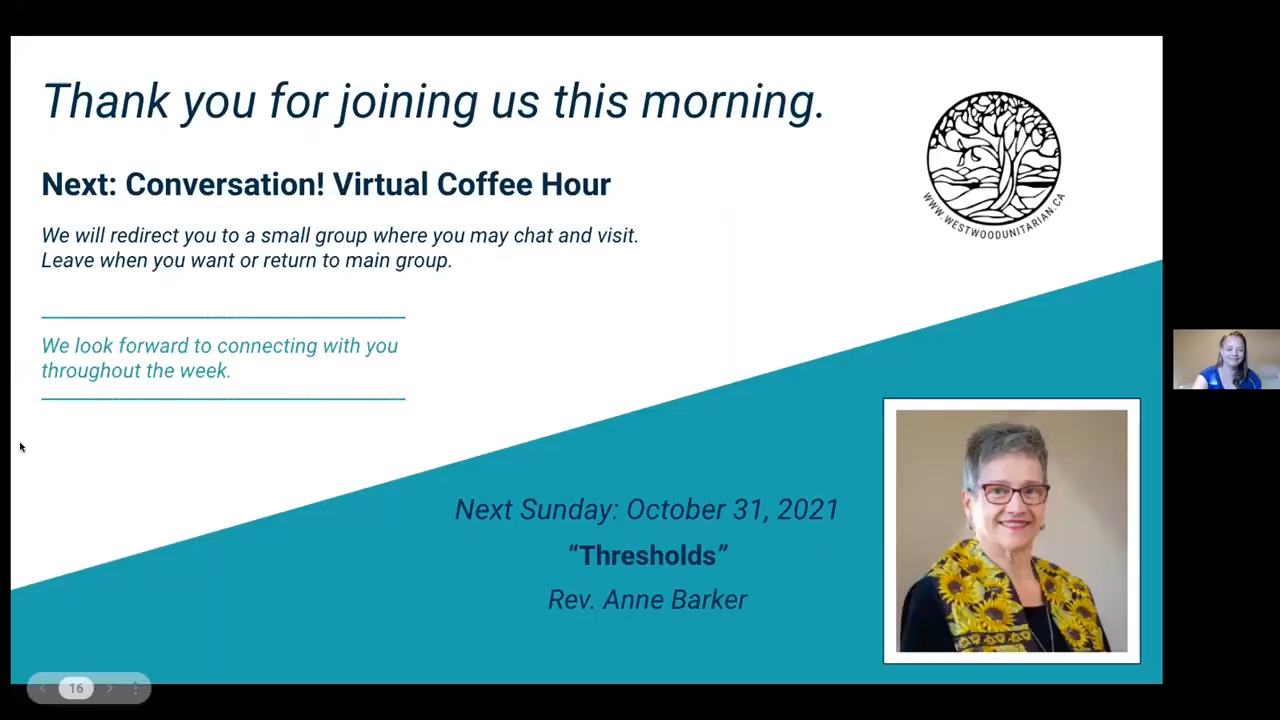 Thank you for joining us this morning.
Next: Conversation! Virtual Coffee Hour
We will redirect you to a small group where you may chat and visit.
Leave when you want or return to main group.
We look forward to connecting with you
throughout the week.
WWW.WESTWOODUNITARIAN.CA
Next Sunday: October 31, 2021
“Thresholds”
Rev. Anne Barker
16